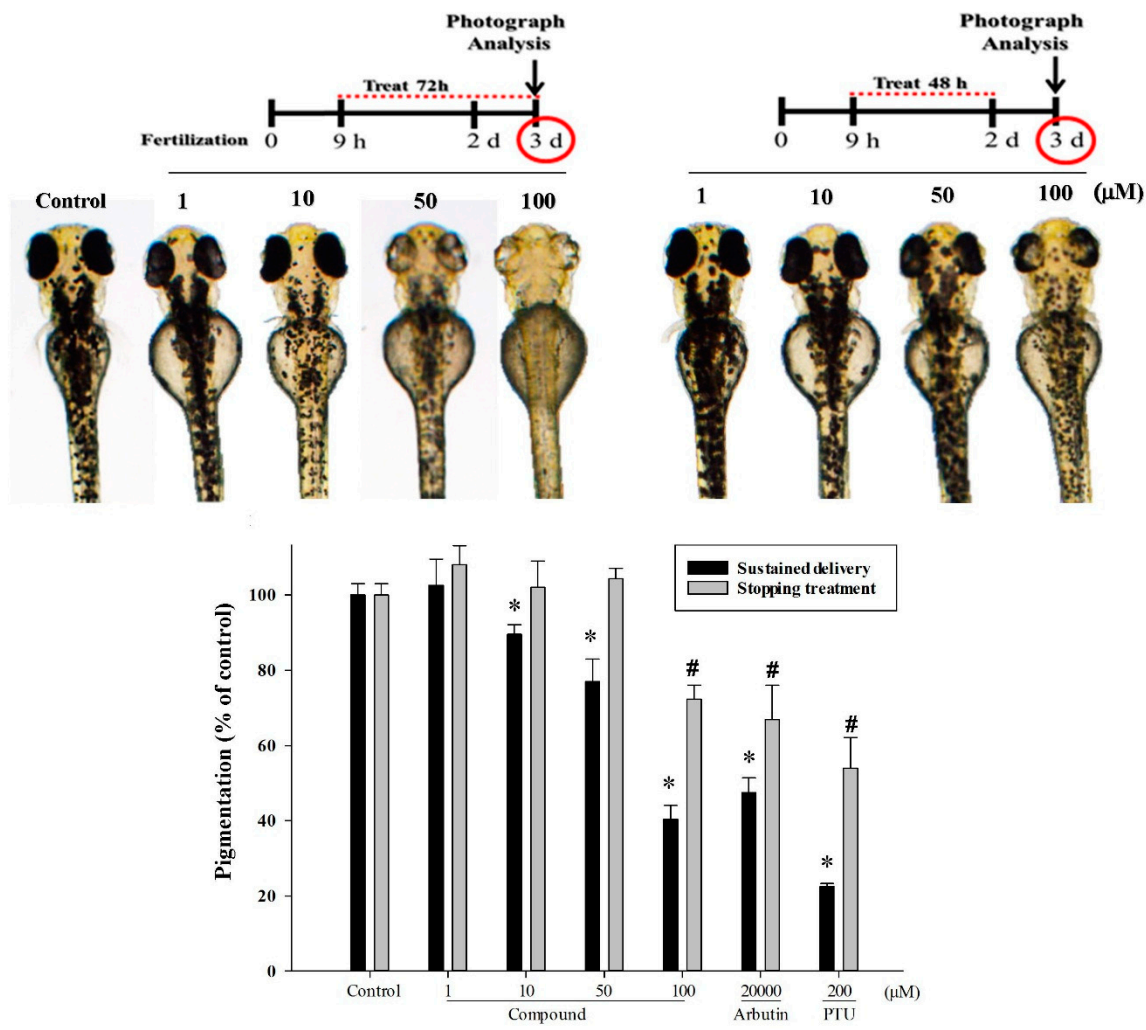 Photograph
Analysis
Treat 72h
Fertilization 0 9 h 2 d 3 d
Photograph
Analysis
Treat 48 h
0 9h 2 d 3 d
Control 1 10 50 100 1 10 50 100 (μM)
Pigmentation (% of control)
Sustained delivery
Stopping treatment
100
80
60
40
20
0
* * * * *
# # #
Control 1 10 50 100 20000 200 (μM)
Compound Arbutin PTU